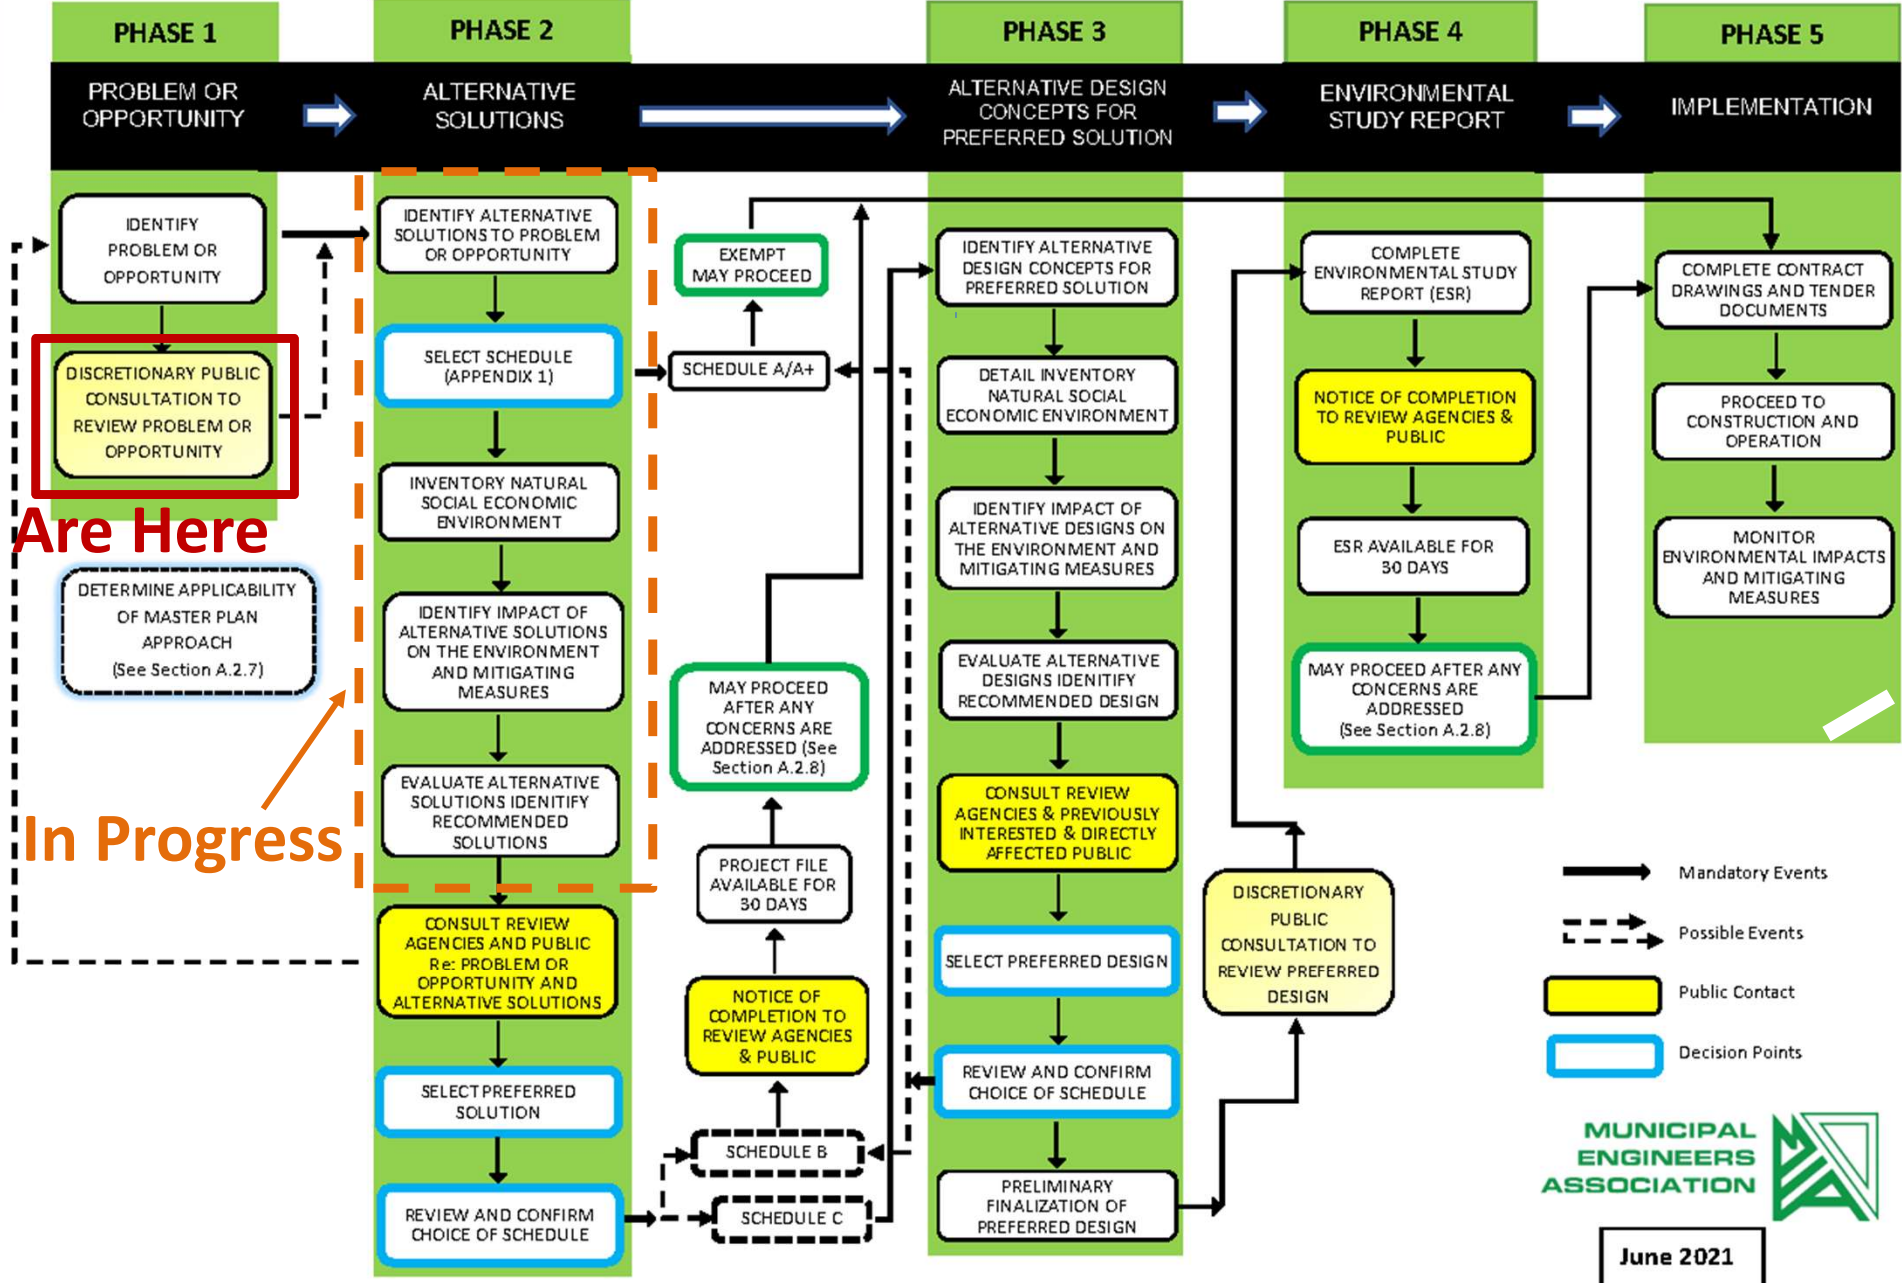 PHASE 1
PHASE 2
PHASE 3
PHASE 4
PHASE 5
PROBLEM OR
OPPORTUNITY
ALTERNATIVE
SOLUTIONS
ALTERNATIVE DESIGN
CONCEPTS FOR
PREFERRED SOLUTION
ENVIRONMENTAL
STUDY REPORT
IMPLEMENTATION
IDENTIFY
PROBLEM OR
OPPORTUNITY
DISCRETIONARY PUBLIC
CONSULTATION TO
REVIEW PROBLEM OR
OPPORTUNITY
Are Here
DETERMINE APPLICABILITY
OF MASTER PLAN
APPROACH
(See Section A.2.7)
In Progress
IDENTIFY ALTERNATIVE
SOLUTIONS TO PROBLEM
OR OPPORTUNITY
SELECT SCHEDULE
(APPENDIX 1)
INVENTORY NATURAL
SOCIAL ECONOMIC
ENVIRONMENT
IDENTIFY IMPACT OF
ALTERNATIVE SOLUTIONS
ON THE ENVIRONMENT
AND MITIGATING
MEASURES
EVALUATE ALTERNATIVE
SOLUTIONS IDENITIFY
RECOMMENDED
SOLUTIONS
CONSULT REVIEW
AGENCIES AND PUBLIC
Re: PROBLEM OR
OPPORTUNITY AND
ALTERNATIVE SOLUTIONS
SELECT PREFERRED
SOLUTION
REVIEW AND CONFIRM
CHOICE OF SCHEDULE
EXEMPT
MAY PROCEED
SCHEDULE A/A+
MAY PROCEED
AFTER ANY
CONCERNS ARE
ADDRESSED (See
Section A.2.8)
PROJECT FILE
AVAILABLE FOR
30 DAYS
NOTICE OF
COMPLETION TO
REVIEW AGENCIES
& PUBLIC
SCHEDULE B
SCHEDULE C
IDENTIFY ALTERNATIVE
DESIGN CONCEPTS FOR
PREFERRED SOLUTION
DETAIL INVENTORY
NATURAL SOCIAL
ECONOMIC ENVIRONMENT
IDENTIFY IMPACT OF
ALTERNATIVE DESIGNS ON
THE ENVIRONMENT AND
MITIGATING MEASURES
EVALUATE ALTERNATIVE
DESIGNS IDEINTIFY
RECOMMENDED DESIGN
CONSULT REVIEW
AGENCIES & PREVIOUSLY
INTERESTED & DIRECTLY
AFFECTED PUBLIC
SELECT PREFERRED DESIGN
REVIEW AND CONFIRM
CHOICE OF SCHEDULE
PRELIMINARY
FINALIZATION OF
PREFERRED DESIGN
DISCRETIONARY
PUBLIC
CONSULTATION TO
REVIEW PREFERRED
DESIGN
COMPLETE
ENVIRONMENTAL STUDY
REPORT (ESR)
NOTICE OF COMPLETION
TO REVIEW AGENCIES &
PUBLIC
ESR AVAILABLE FOR
30 DAYS
MAY PROCEED AFTER ANY
CONCERNS ARE
ADDRESSED
(See Section A.2.8)
COMPLETE CONTRACT
DRAWINGS AND TENDER
DOCUMENTS
PROCEED TO
CONSTRUCTION AND
OPERATION
MONITOR
ENVIRONMENTAL IMPACTS
AND MITIGATING
MEASURES
Mandatory Events
Possible Events
Public Contact
Decision Points
MUNICIPAL
ENGINEERS
ASSOCIATION
MEA
June 2021